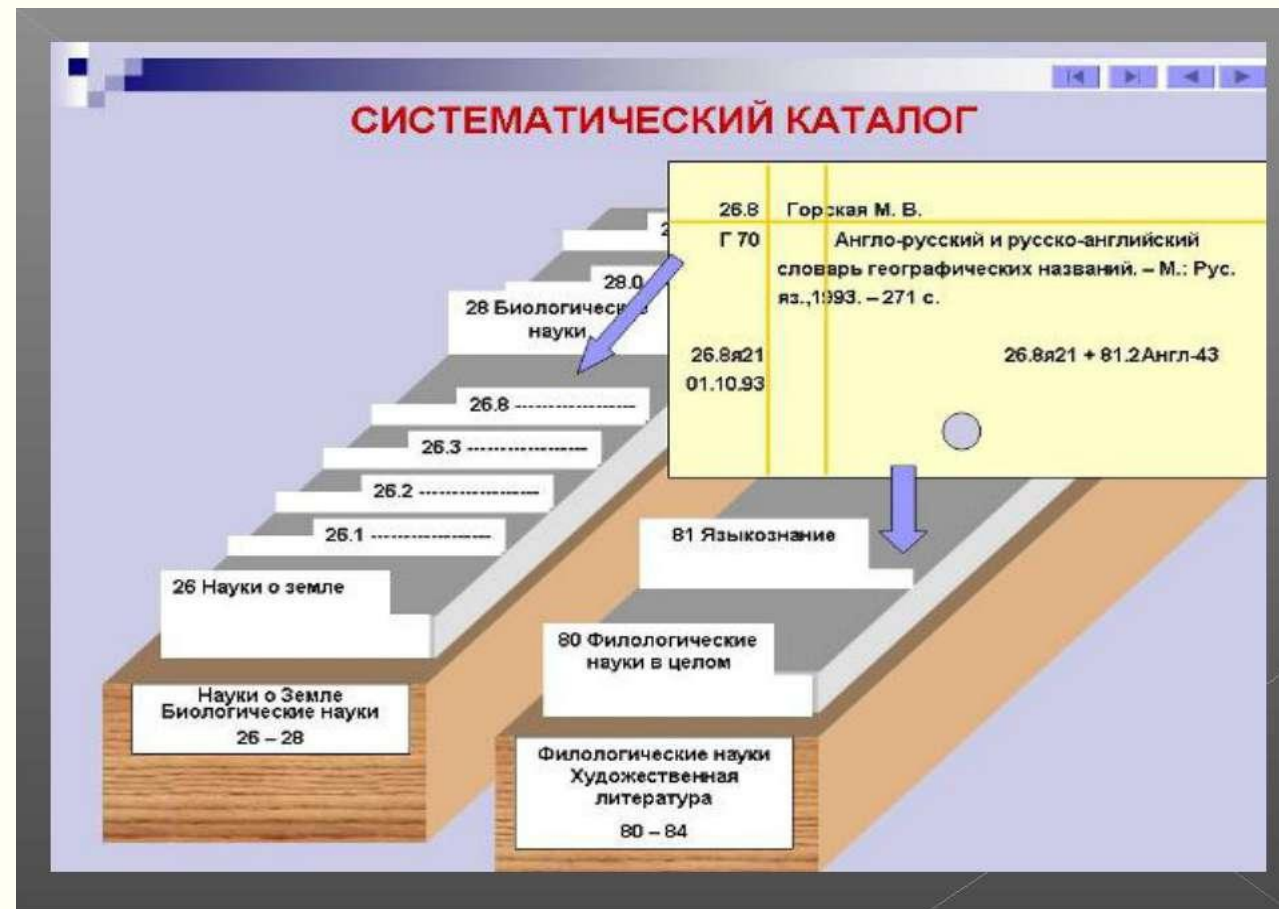 СИСТЕМАТИЧЕСКИЙ КАТАЛОГ
26.8 Горская М. В.
Г 70 Англо-русский и русско-английский
словарь географических названий. – М.: Рус.
яз.,1993. – 271 с.
26.8я21 26.8я21 + 81.2Англ-43
01.10.93
28.0
28 Биологические
науки
26.8 -------------------
26.3 -------------------
26.2 -------------------
26.1 -------------------
26 Науки о земле
Науки о Земле
Биологические науки
26 – 28
81 Языкознание
80 Филологические
науки в целом
Филологические науки
Художественная
литература
80 – 84